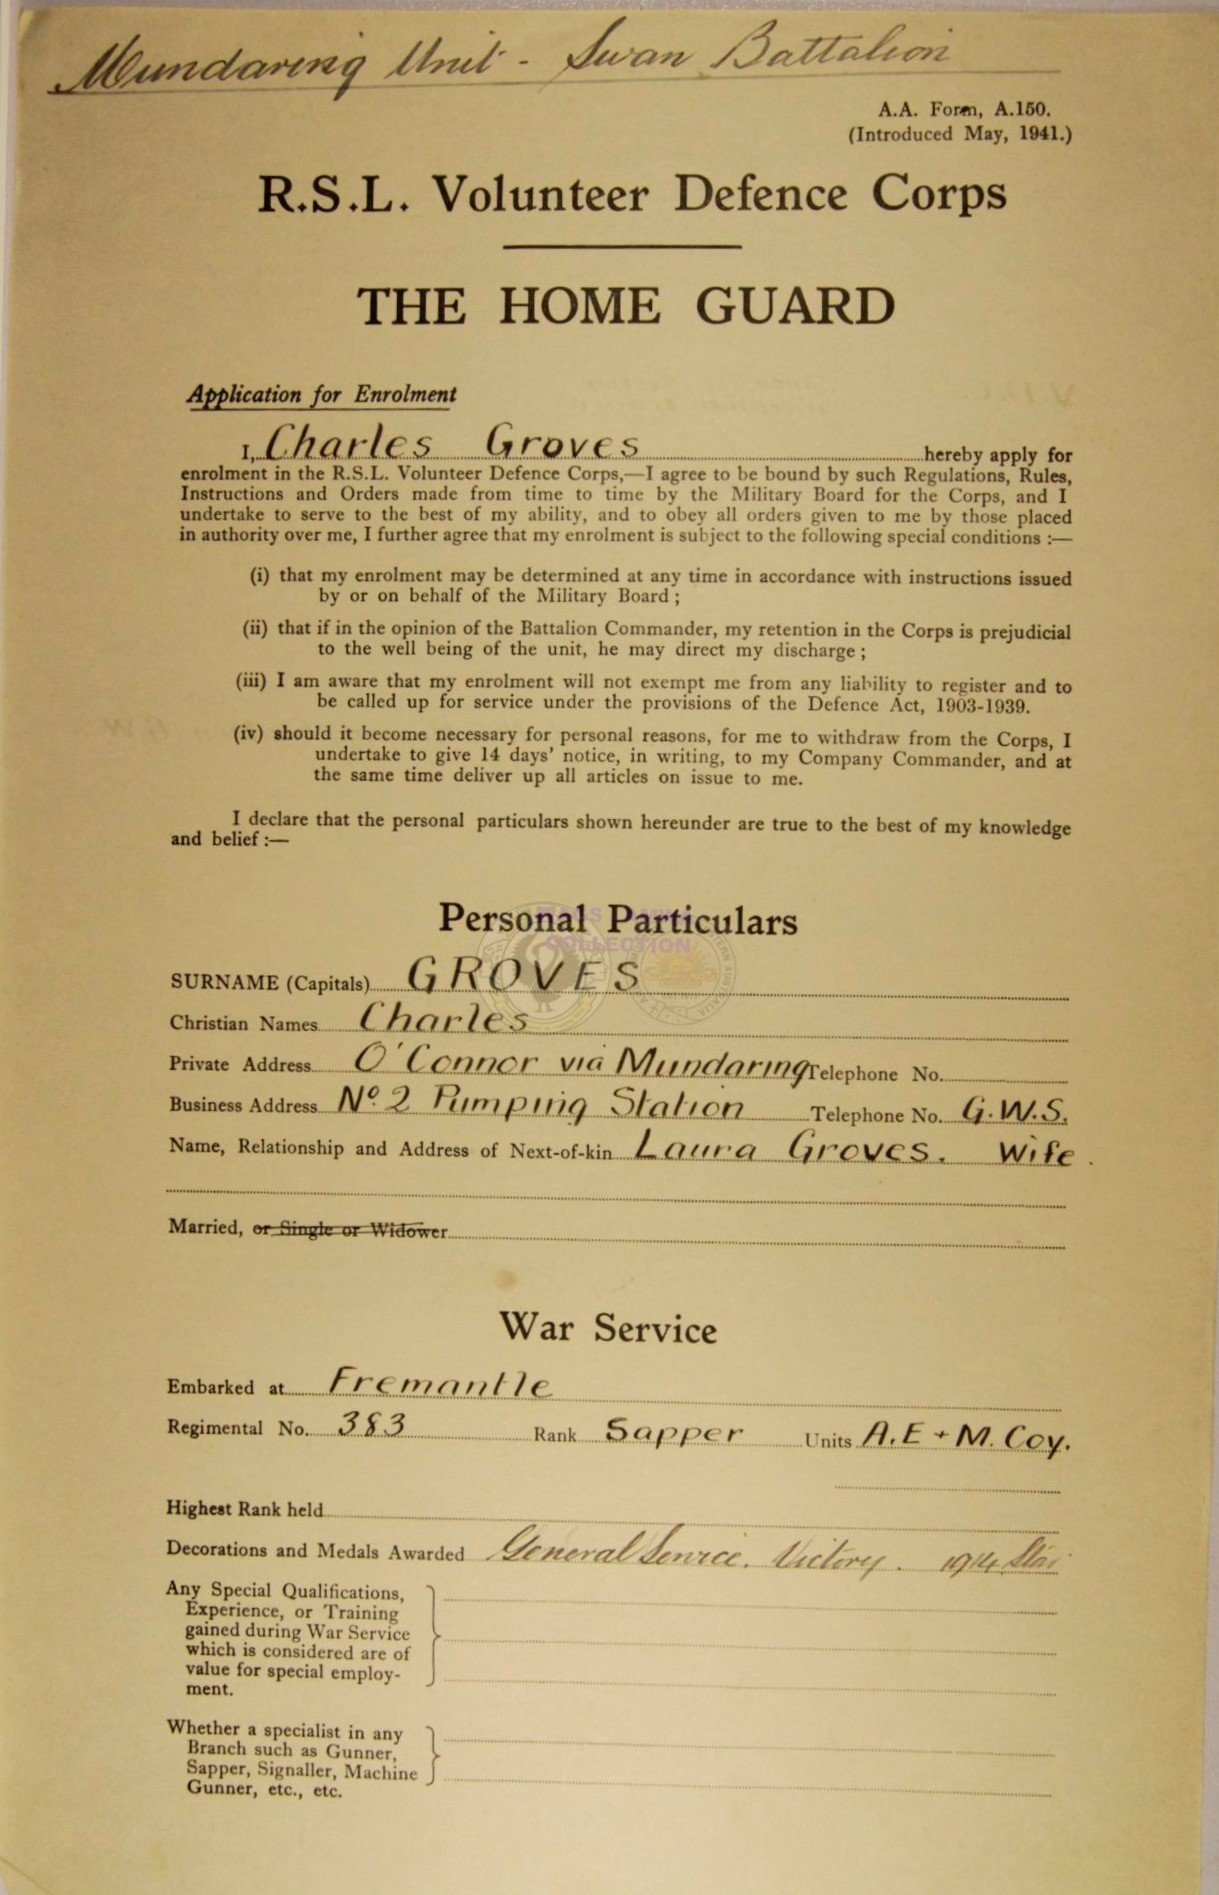 Mundaring Unit - Swan Battalion
A.A. Form, A.150.
(Introduced May, 1941.)
R.S.L. Volunteer Defence Corps
THE HOME GUARD
Application for Enrolment
I, Charles Groves hereby apply for
enrolment in the R.S.L. Volunteer Defence Corps,—I agree to be bound by such Regulations, Rules,
Instructions and Orders made from time to time by the Military Board for the Corps, and I
undertake to serve to the best of my ability, and to obey all orders given to me by those placed
in authority over me, I further agree that my enrolment is subject to the following special conditions :—
(i) that my enrolment may be determined at any time in accordance with instructions issued
by or on behalf of the Military Board ;
(ii) that if in the opinion of the Battalion Commander, my retention in the Corps is prejudicial
to the well being of the unit, he may direct my discharge ;
(iii) I am aware that my enrolment will not exempt me from any liability to register and to
be called up for service under the provisions of the Defence Act, 1903-1939.
(iv) should it become necessary for personal reasons, for me to withdraw from the Corps, I
undertake to give 14 days' notice, in writing, to my Company Commander, and at
the same time deliver up all articles on issue to me.
I declare that the personal particulars shown hereunder are true to the best of my knowledge
and belief :—
Personal Particulars
COLLECTION
SURNAME (Capitals) GROVES
Christian Names Charles
Private Address O'Connor via Mundaring Telephone No.
Business Address No. 2 Pumping Station Telephone No. G.W.S.
Name, Relationship and Address of Next-of-kin Laura Groves. Wife.
Married, or Single or Widower
War Service
Embarked at Fremantle
Regimental No. 383 Rank Sapper Units A.E + M. Coy.
Highest Rank held
Decorations and Medals Awarded General Service. Victory. 1914 Star
Any Special Qualifications,
Experience, or Training
gained during War Service
which is considered are of
value for special employ-
ment.
Whether a specialist in any
Branch such as Gunner,
Sapper, Signaller, Machine
Gunner, etc., etc.